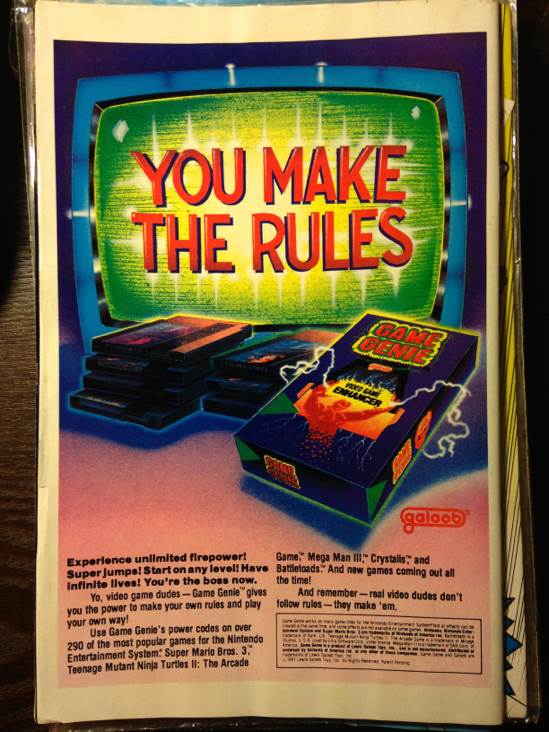 YOU MAKE
THE RULES
GAME
GENIE
VIDEO GAME
ENHANCER
GAME
GENIE
GAME
GENIE
galoob®
Experience unlimited firepower!
Super jumps! Start on any level! Have
infinite lives! You're the boss now.
Yo, video game dudes — Game Genie™ gives
you the power to make your own rules and play
your own way!
Use Game Genie's power codes on over
290 of the most popular games for the Nintendo
Entertainment System.® Super Mario Bros. 3,™
Teenage Mutant Ninja Turtles II: The Arcade
Game,™ Mega Man III,™ Crystalis,™ and
Battletoads.™ And new games coming out all
the time!
And remember — real video dudes don't
follow rules — they make 'em.